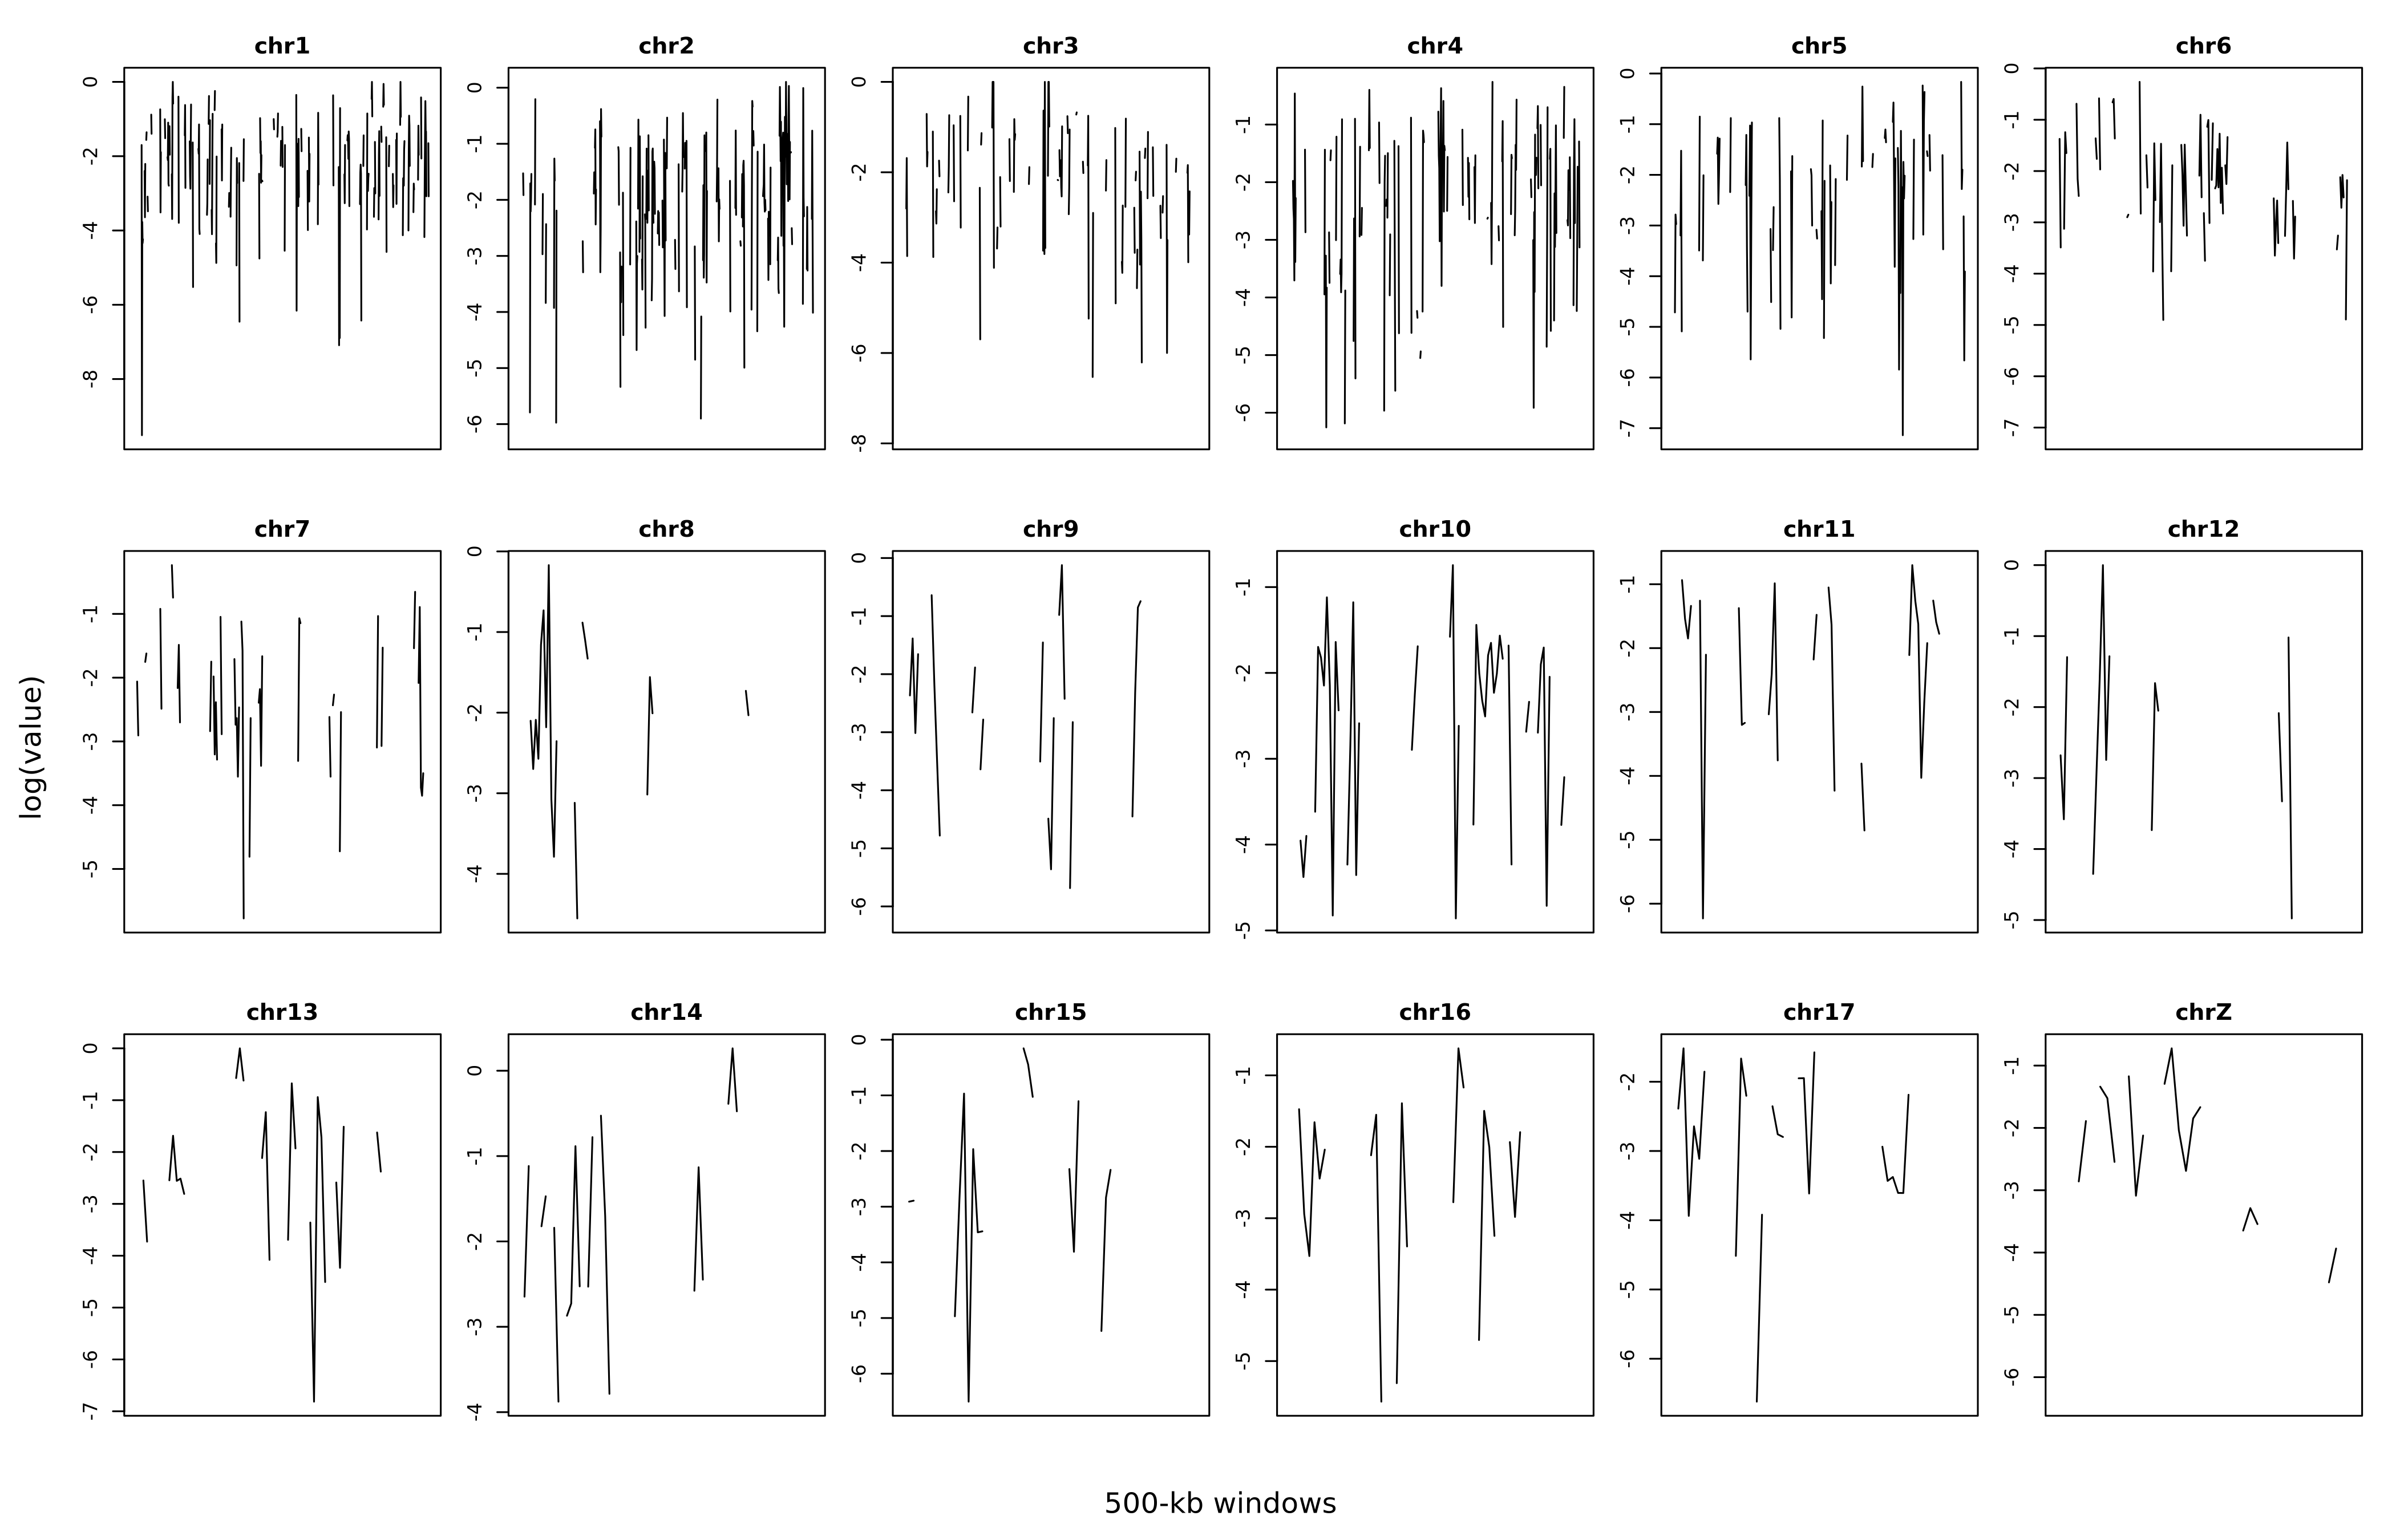 chr1 chr2 chr3 chr4 chr5 chr6
0 -2 -4 -6 -8
0 -1 -2 -3 -4 -5 -6
0 -2 -4 -6 -8
-1 -2 -3 -4 -5 -6
0 -1 -2 -3 -4 -5 -6 -7
0 -1 -2 -3 -4 -5 -6 -7
chr7 chr8 chr9 chr10 chr11 chr12
-1 -2 -3 -4 -5
0 -1 -2 -3 -4
0 -1 -2 -3 -4 -5 -6
-1 -2 -3 -4 -5
-1 -2 -3 -4 -5 -6
0 -1 -2 -3 -4 -5
log(value)
chr13 chr14 chr15 chr16 chr17 chrZ
0 -1 -2 -3 -4 -5 -6 -7
0 -1 -2 -3 -4
0 -1 -2 -3 -4 -5 -6
-1 -2 -3 -4 -5
-2 -3 -4 -5 -6
-1 -2 -3 -4 -5 -6
500-kb windows